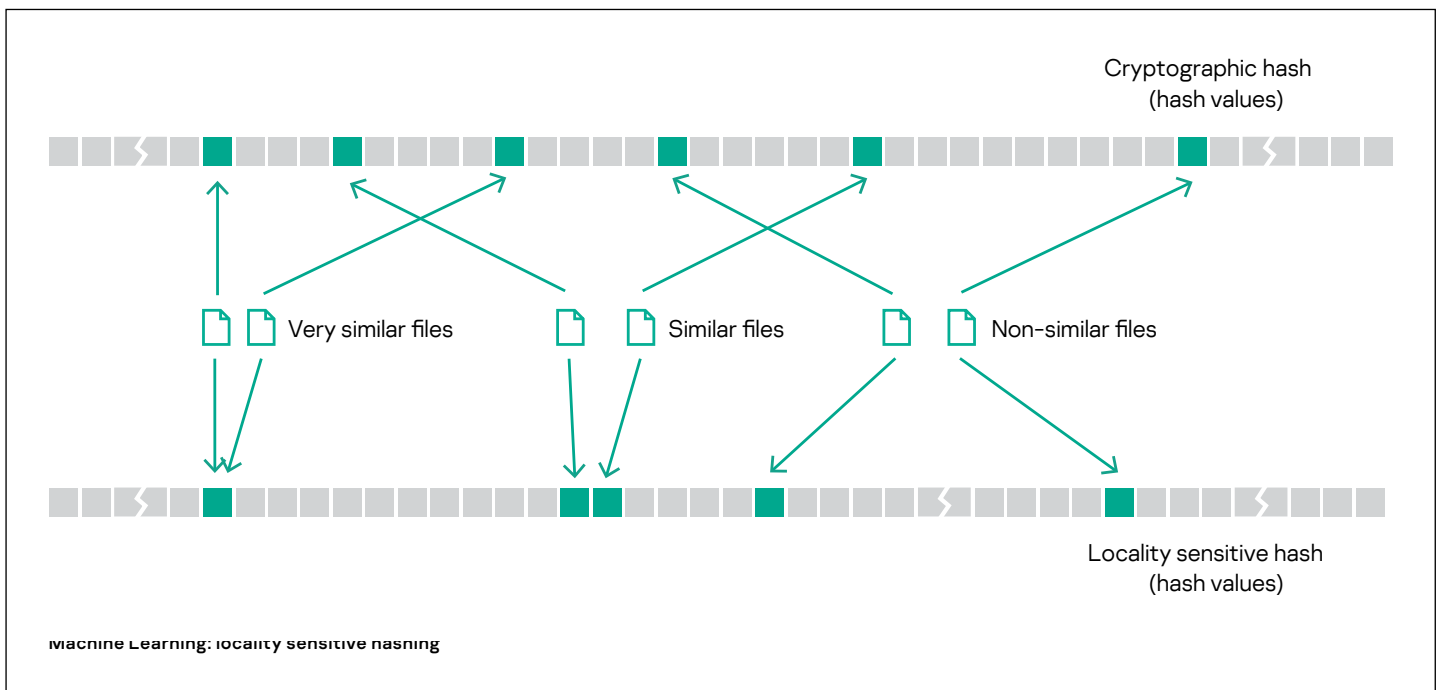 Cryptographic hash
(hash values)
Very similar files
Similar files
Non-similar files
Locality sensitive hash
(hash values)
Machine Learning: locality sensitive hashing